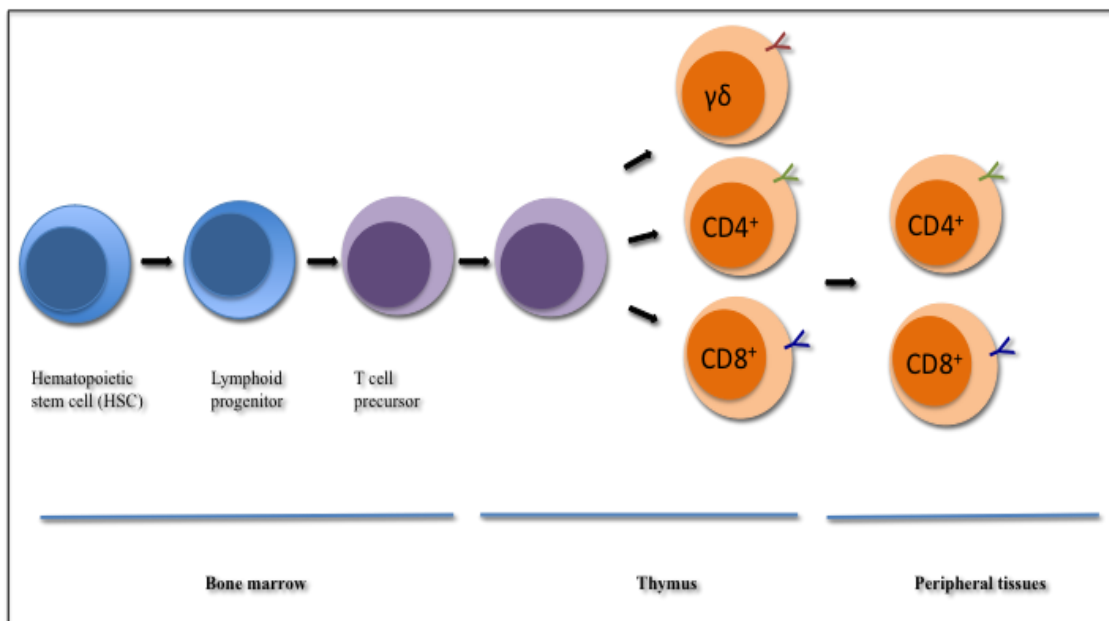 γδ
CD4⁺
CD4⁺
CD8⁺
CD8⁺
Hematopoietic
stem cell (HSC)
Lymphoid
progenitor
T cell
precursor
Bone marrow
Thymus
Peripheral tissues